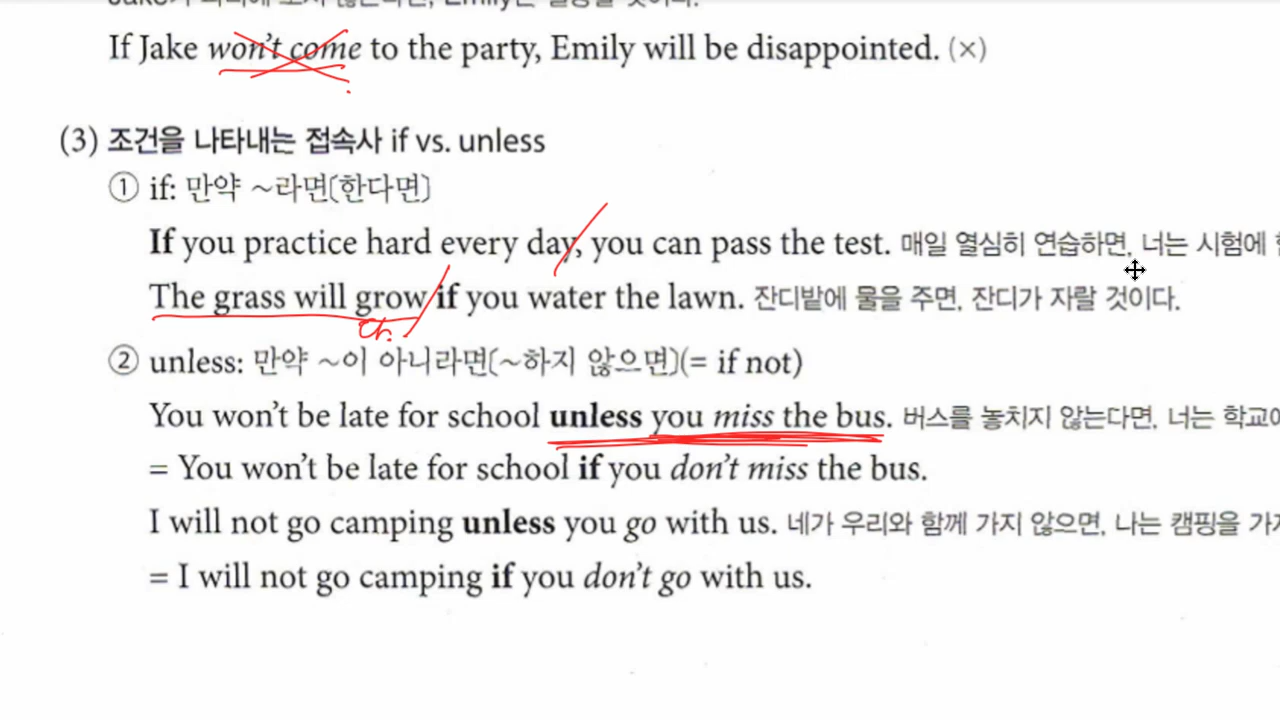 If Jake won't come to the party, Emily will be disappointed. (×)
(3) 조건을 나타내는 접속사 if vs. unless
① if: 만약 ~라면(한다면)
If you practice hard every day, you can pass the test. 매일 열심히 연습하면, 너는 시험에
The grass will grow if you water the lawn. 잔디밭에 물을 주면, 잔디가 자랄 것이다.
② unless: 만약 ~이 아니라면(~하지 않으면)(= if not)
You won't be late for school unless you miss the bus. 버스를 놓치지 않는다면, 너는 학교에
= You won't be late for school if you don't miss the bus.
I will not go camping unless you go with us. 네가 우리와 함께 가지 않으면, 나는 캠핑을 가지
= I will not go camping if you don't go with us.